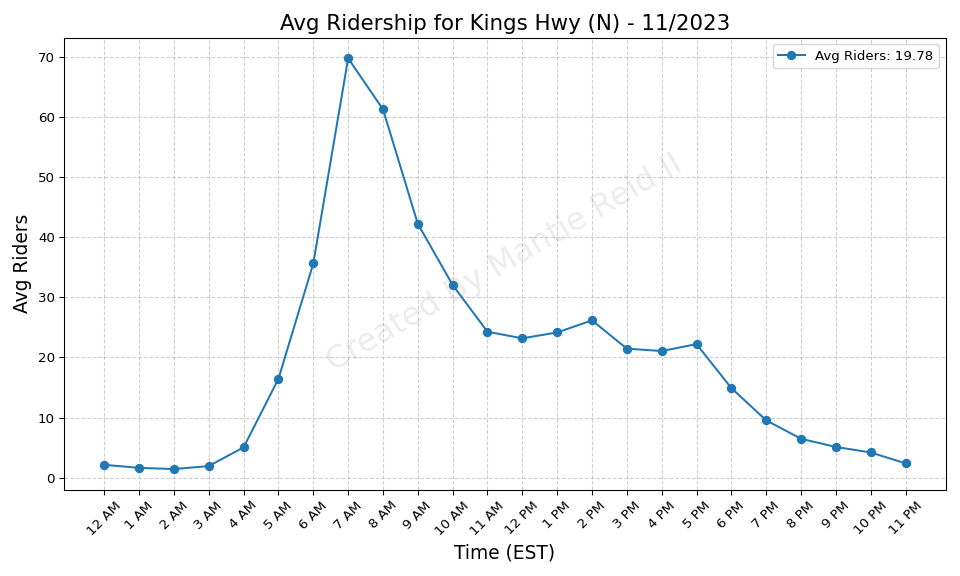 Avg Ridership for Kings Hwy (N) - 11/2023
Avg Riders: 19.78
70
60
50
40
30
20
10
0
Avg Riders
Created By Mantie Reid II
12 AM
1 AM
2 AM
3 AM
4 AM
5 AM
6 AM
7 AM
8 AM
9 AM
10 AM
11 AM
12 PM
1 PM
2 PM
3 PM
4 PM
5 PM
6 PM
7 PM
8 PM
9 PM
10 PM
11 PM
Time (EST)